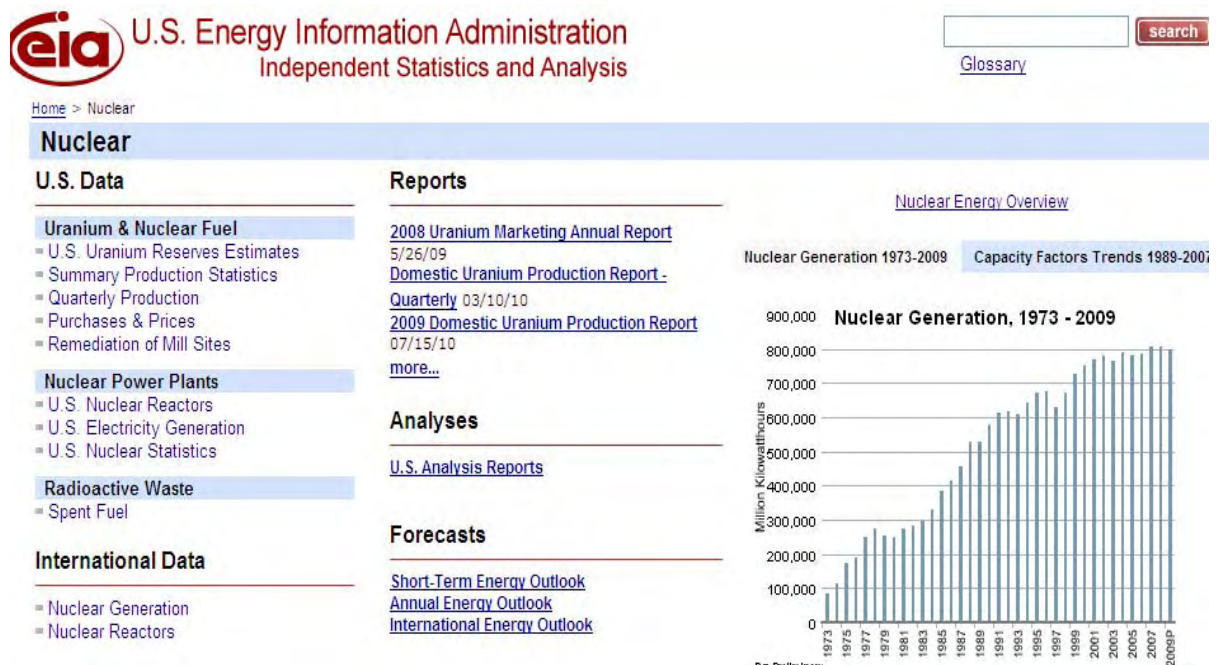 eia U.S. Energy Information Administration
Independent Statistics and Analysis
search
Glossary
Home > Nuclear
Nuclear
U.S. Data
Uranium & Nuclear Fuel
U.S. Uranium Reserves Estimates
Summary Production Statistics
Quarterly Production
Purchases & Prices
Remediation of Mill Sites
Nuclear Power Plants
U.S. Nuclear Reactors
U.S. Electricity Generation
U.S. Nuclear Statistics
Radioactive Waste
Spent Fuel
International Data
Nuclear Generation
Nuclear Reactors
Reports
2008 Uranium Marketing Annual Report
5/26/09
Domestic Uranium Production Report -
Quarterly 03/10/10
2009 Domestic Uranium Production Report
07/15/10
more...
Analyses
U.S. Analysis Reports
Forecasts
Short-Term Energy Outlook
Annual Energy Outlook
International Energy Outlook
Nuclear Energy Overview
Nuclear Generation 1973-2009 Capacity Factors Trends 1989-2007
Nuclear Generation, 1973 - 2009
Million Kilowatthours
900,000
800,000
700,000
600,000
500,000
400,000
300,000
200,000
100,000
0
1973 1975 1977 1979 1981 1983 1985 1987 1989 1991 1993 1995 1997 1999 2001 2003 2005 2007 2009P